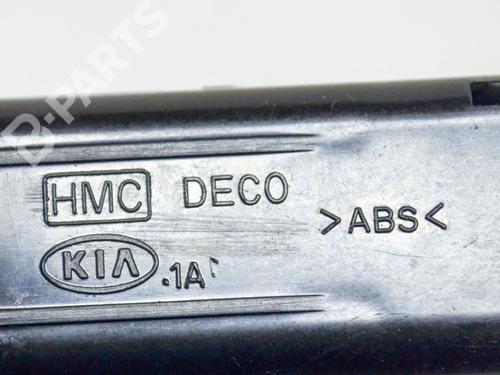 B-PARTS
HMC DECO
>ABS<
KIA .1A